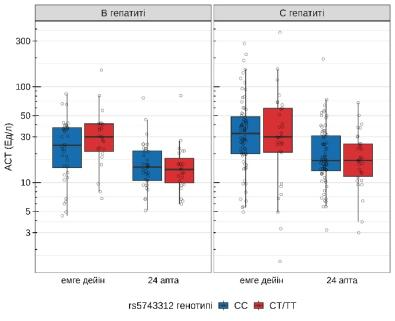 В гепатиті
С гепатиті
АСТ (Ед/л)
300
100
50
30
10
5
3
емге дейін
24 апта
емге дейін
24 апта
rs5743312 генотипі
CC
CT/TT